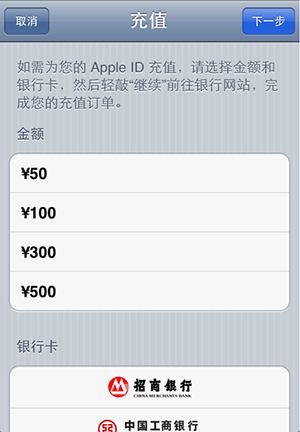 取消
充值
下一步
如需为您的 Apple ID 充值，请选择金额和
银行卡，然后轻敲“继续”前往银行网站，完
成您的充值订单。
金额
¥50
¥100
¥300
¥500
银行卡
招商银行
CHINA MERCHANTS BANK
中国工商银行